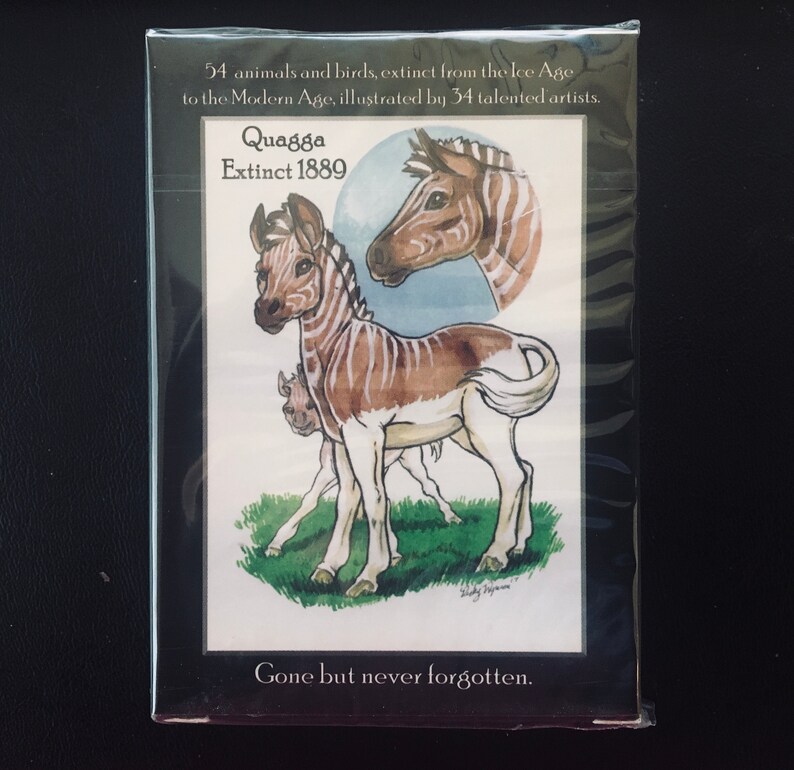 54 animals and birds, extinct from the Ice Age
to the Modern Age, illustrated by 34 talented artists.
Quagga
Extinct 1889
Gone but never forgotten.